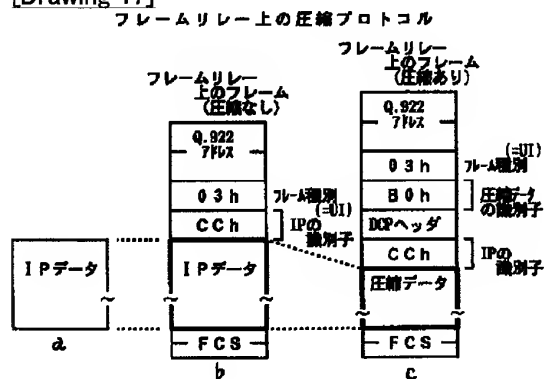 [Drawing 17]
フレームリレー上の圧縮プロトコル
フレームリレー
上のフレーム
(圧縮なし)
Q.922
アドレス
03h
フレーム種別
(=UI)
CCh
IPの
識別子
IPデータ
IPデータ
FCS
a
b
フレームリレー
上のフレーム
(圧縮あり)
Q.922
アドレス
(=UI)
03h
フレーム種別
B0h
圧縮データ
の識別子
DCPヘッダ
CCh
IPの
識別子
圧縮データ
FCS
c